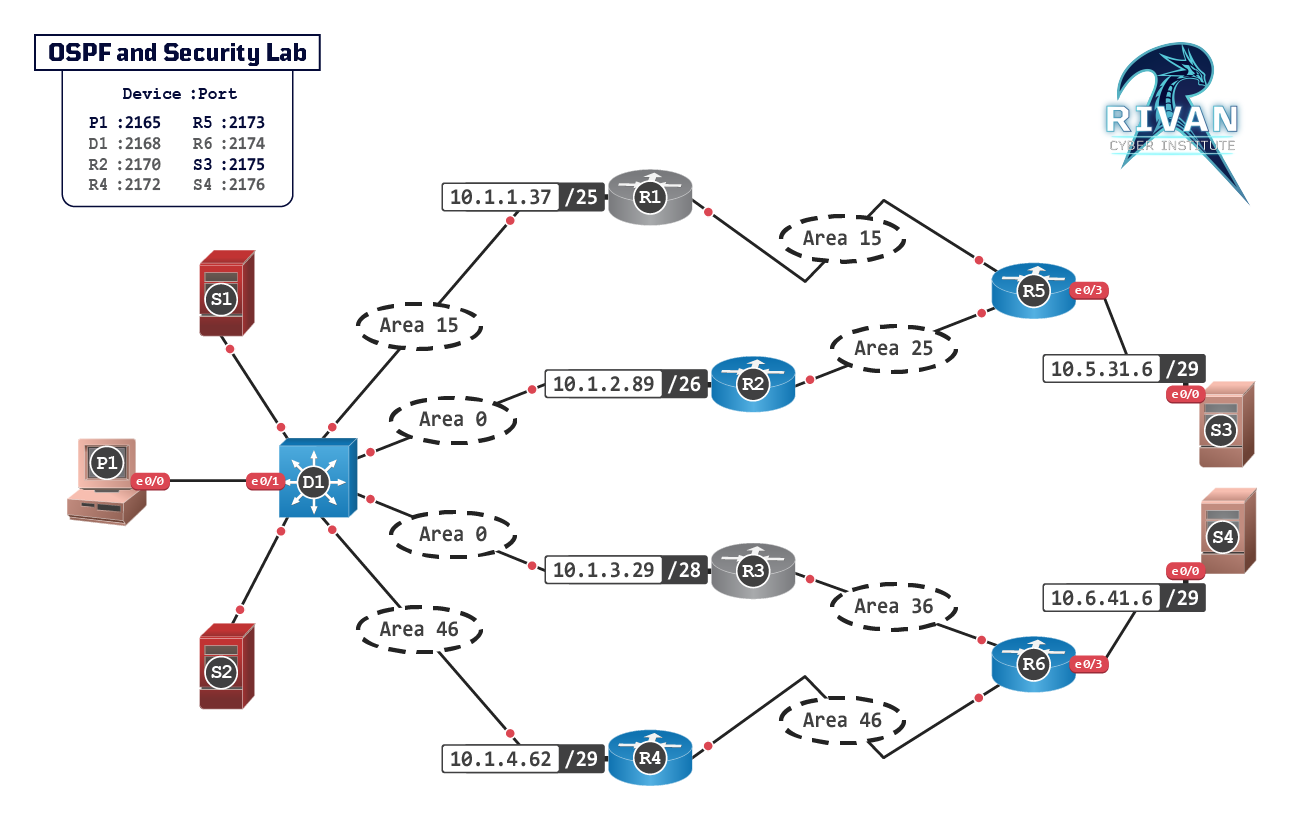 OSPF and Security Lab
Device :Port
P1 :2165 R5 :2173
D1 :2168 R6 :2174
R2 :2170 S3 :2175
R4 :2172 S4 :2176
RIVAN
CYBER INSTITUTE
10.1.1.37 /25
R1
Area 15
S1
Area 15
R5
e0/3
Area 25
10.5.31.6 /29
10.1.2.89 /26
R2
e0/0
Area 0
S3
P1
e0/0
e0/1
D1
Area 0
S4
10.1.3.29 /28
R3
e0/0
10.6.41.6 /29
Area 36
Area 46
S2
R6
e0/3
Area 46
10.1.4.62 /29
R4